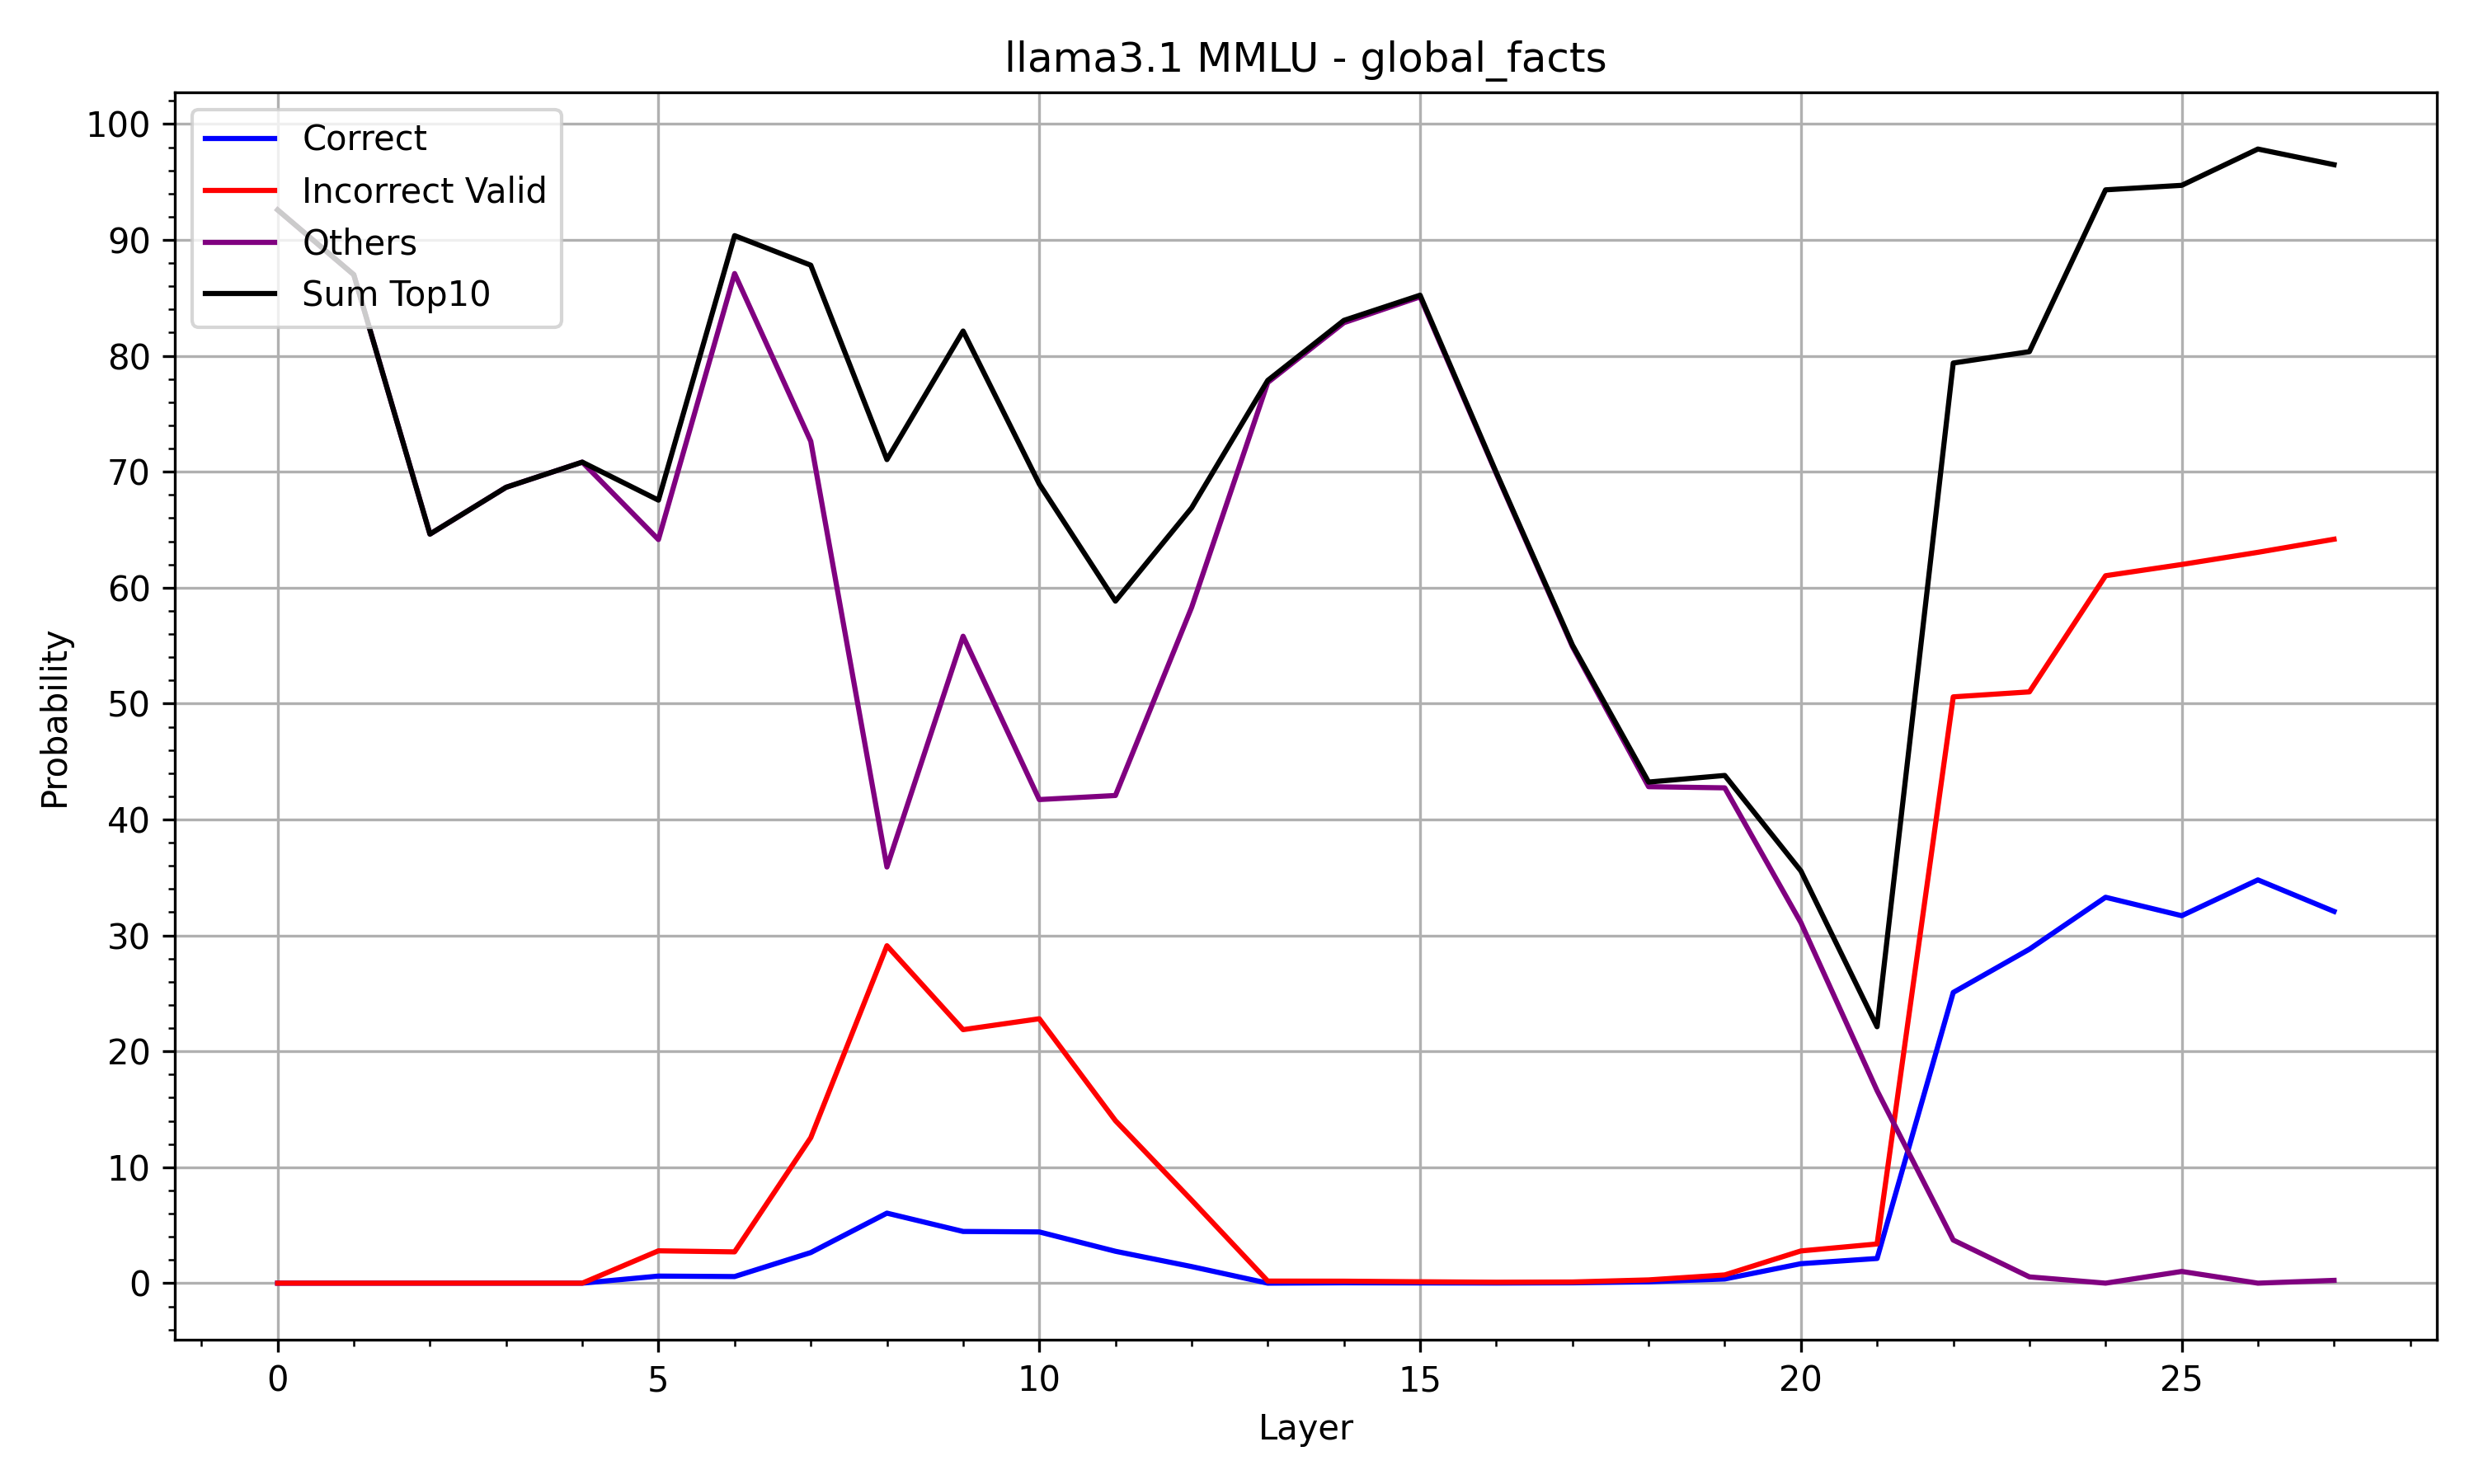 llama3.1 MMLU - global_facts
Correct
Incorrect Valid
Others
Sum Top10
Probability
100
90
80
70
60
50
40
30
20
10
0
0 5 10 15 20 25
Layer